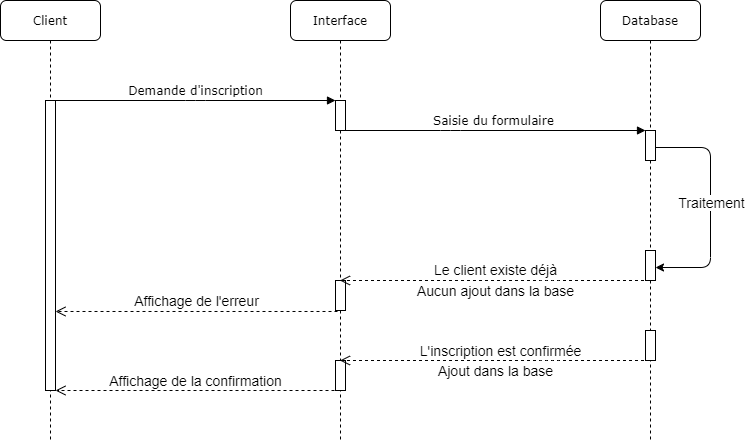 Client
Interface
Database
Demande d'inscription
Saisie du formulaire
Traitement
Le client existe déjà
Aucun ajout dans la base
Affichage de l'erreur
L'inscription est confirmée
Ajout dans la base
Affichage de la confirmation